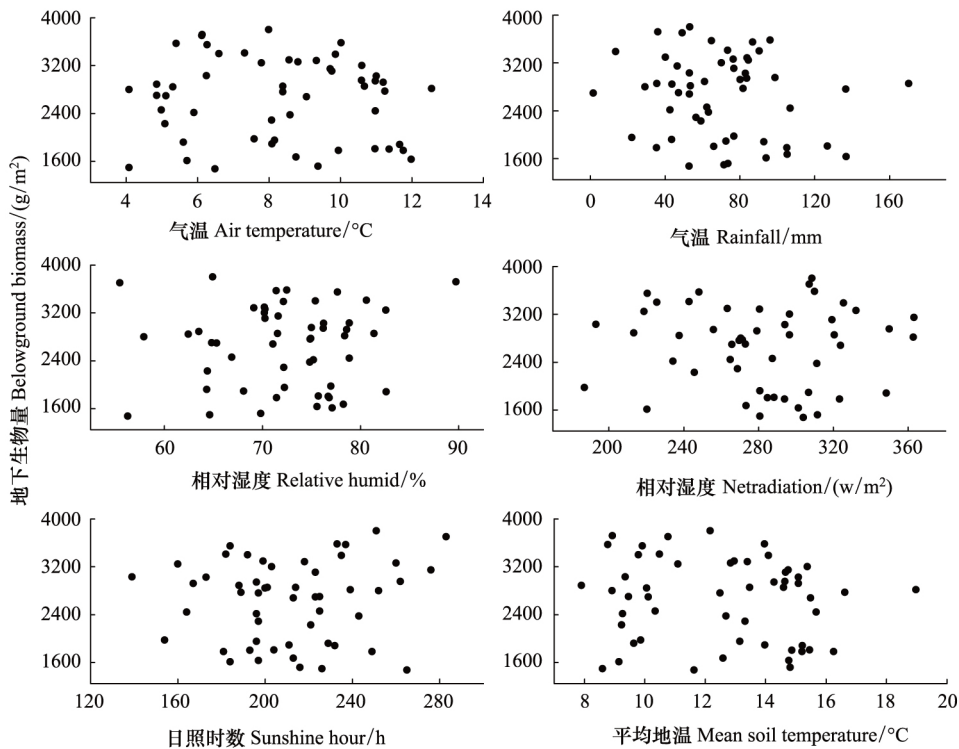 地下生物量 Belowground biomass/(g/m²)
4000
3200
2400
1600
4 6 8 10 12 14
气温 Air temperature/°C
4000
3200
2400
1600
0 40 80 120 160
气温 Rainfall/mm
4000
3200
2400
1600
60 70 80 90
相对湿度 Relative humid/%
4000
3200
2400
1600
200 240 280 320 360
相对湿度 Netradiation/(w/m²)
4000
3200
2400
1600
120 160 200 240 280
日照时数 Sunshine hour/h
4000
3200
2400
1600
8 10 12 14 16 18 20
平均地温 Mean soil temperature/°C